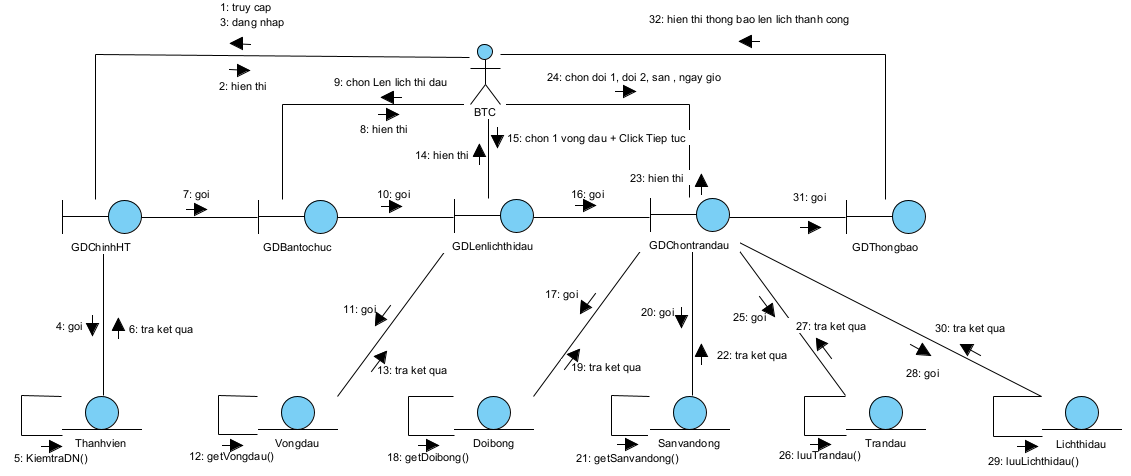 1: truy cap
3: dang nhap
2: hien thi
32: hien thi thong bao len lich thanh cong
9: chon Len lich thi dau
8: hien thi
24: chon doi 1, doi 2, san , ngay gio
BTC
14: hien thi
15: chon 1 vong dau + Click Tiep tuc
23: hien thi
7: goi
10: goi
16: goi
31: goi
GDChinhHT
GDBantochuc
GDLenlichthidau
GDChontrandau
GDThongbao
4: goi
6: tra ket qua
11: goi
13: tra ket qua
17: goi
19: tra ket qua
20: goi
22: tra ket qua
25: goi
27: tra ket qua
28: goi
30: tra ket qua
Thanhvien
Vongdau
Doibong
Sanvandong
Trandau
Lichthidau
5: KiemtraDN()
12: getVongdau()
18: getDoibong()
21: getSanvandong()
26: luuTrandau()
29: luuLichthidau()